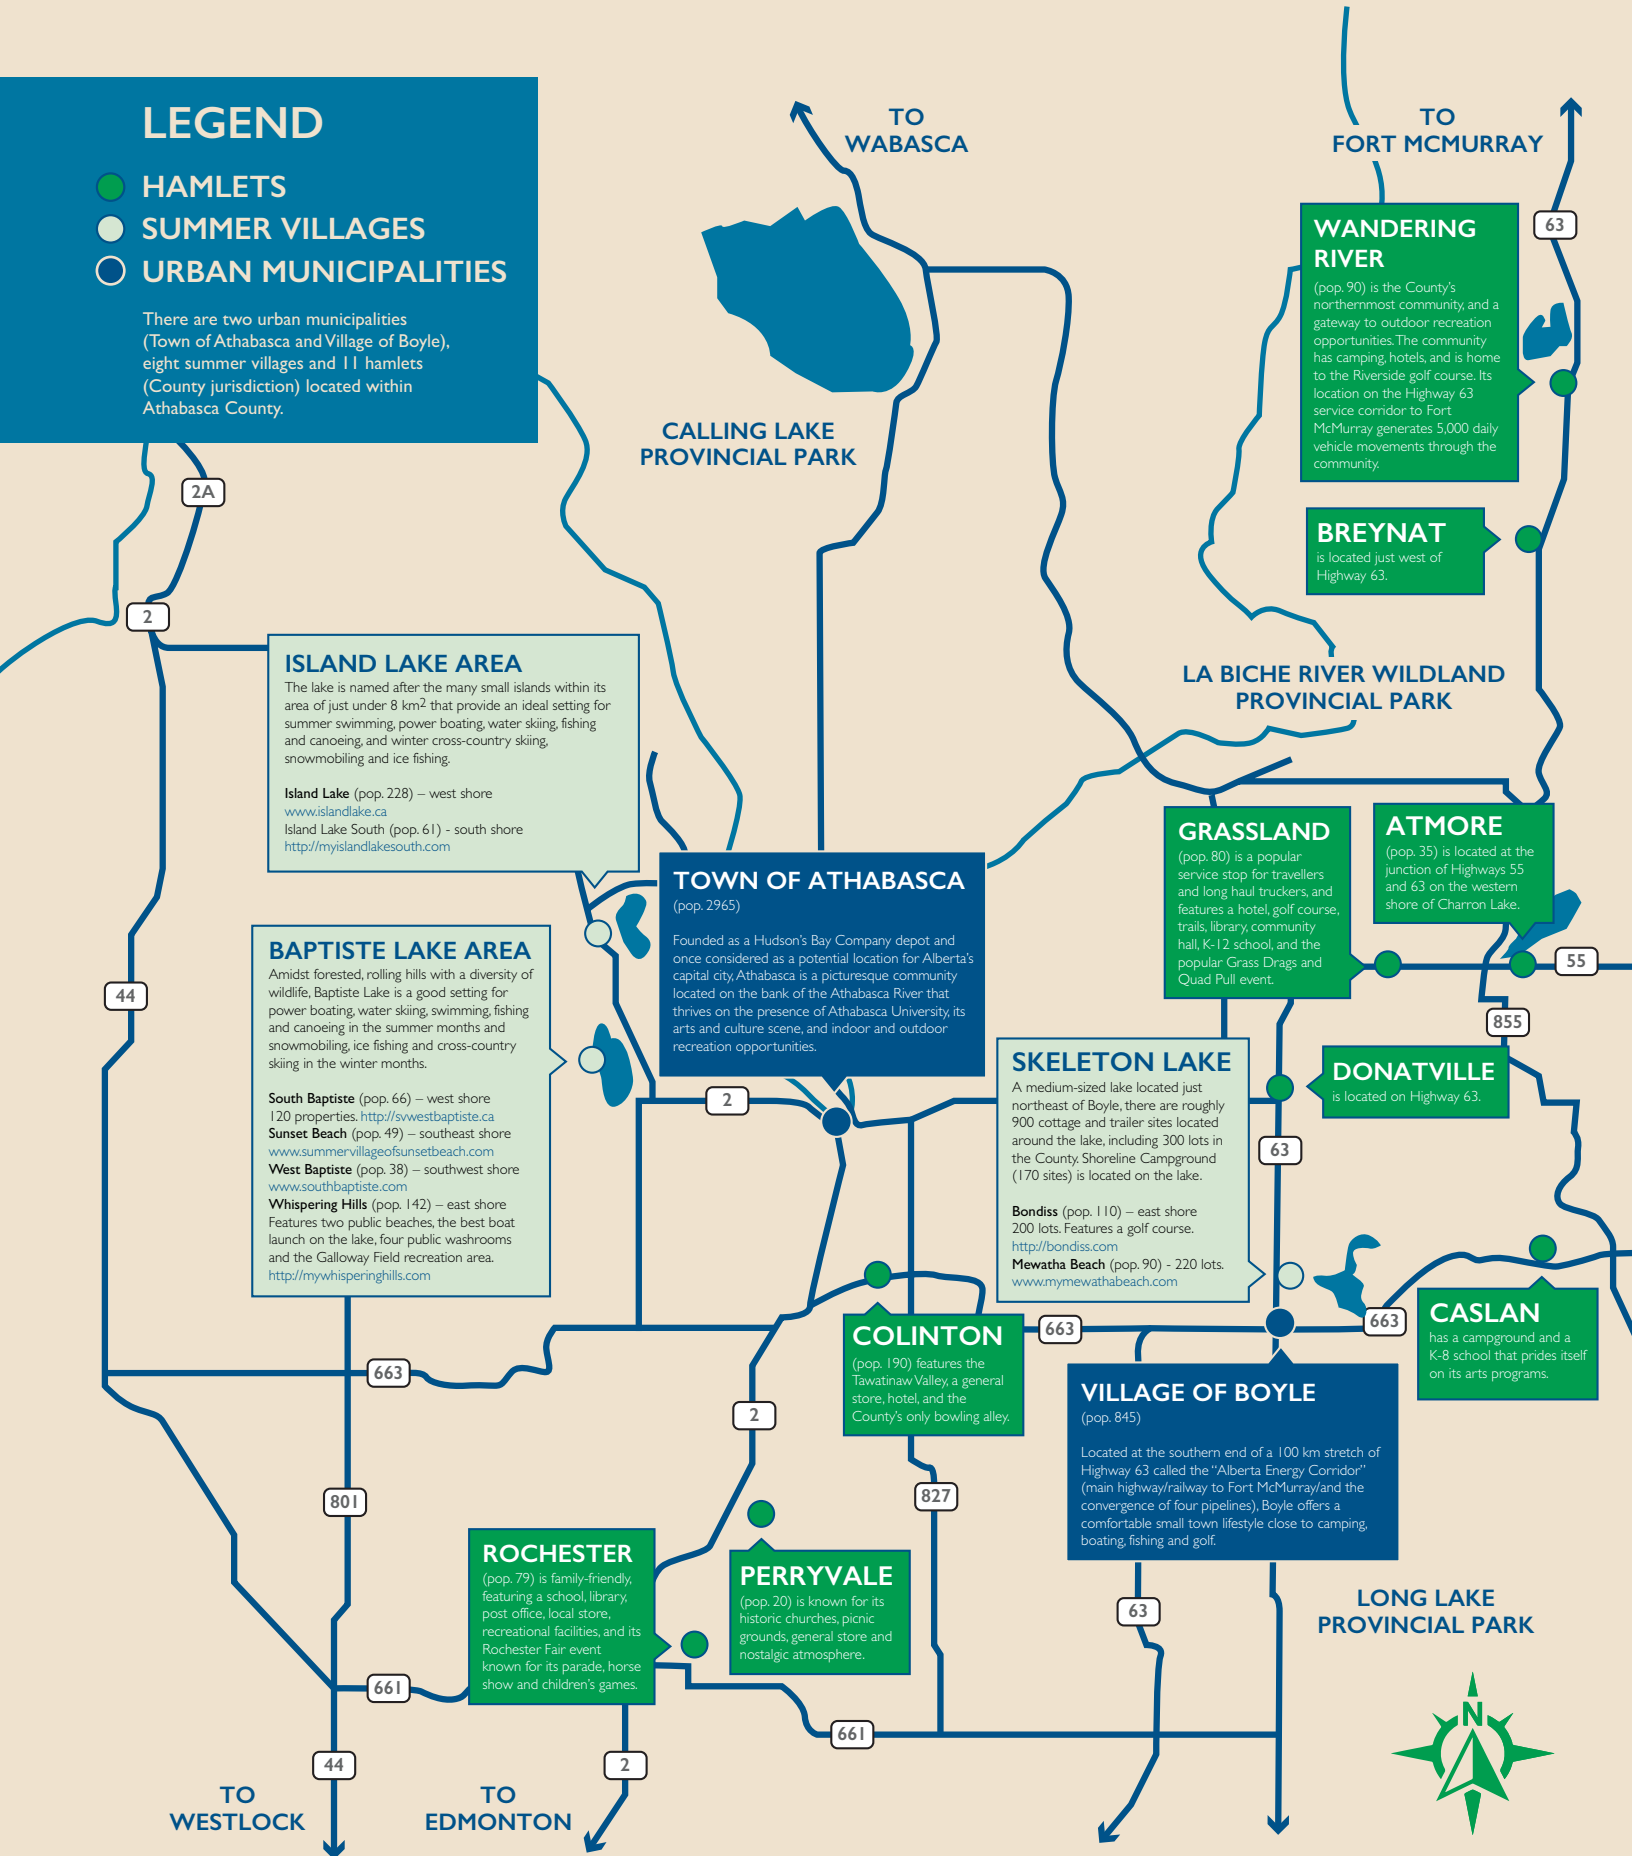 LEGEND
HAMLETS
SUMMER VILLAGES
URBAN MUNICIPALITIES
There are two urban municipalities
(Town of Athabasca and Village of Boyle),
eight summer villages and 11 hamlets
(County jurisdiction) located within
Athabasca County.
TO
WABASCA
TO
FORT MCMURRAY
63
WANDERING
RIVER
(pop. 90) is the County's
northernmost community, and a
gateway to outdoor recreation
opportunities. The community
has camping, hotels, and is home
to the Riverside golf course. Its
location on the Highway 63
service corridor to Fort
McMurray generates 5,000 daily
vehicle movements through the
community.
CALLING LAKE
PROVINCIAL PARK
2A
BREYNAT
is located just west of
Highway 63.
2
ISLAND LAKE AREA
The lake is named after the many small islands within its
area of just under 8 km2 that provide an ideal setting for
summer swimming, power boating, water skiing, fishing
and canoeing, and winter cross-country skiing,
snowmobiling and ice fishing.
Island Lake (pop. 228) – west shore
www.islandlake.ca
Island Lake South (pop. 61) - south shore
http://myislandlakesouth.com
LA BICHE RIVER WILDLAND
PROVINCIAL PARK
TOWN OF ATHABASCA
(pop. 2965)
Founded as a Hudson's Bay Company depot and
once considered as a potential location for Alberta's
capital city, Athabasca is a picturesque community
located on the bank of the Athabasca River that
thrives on the presence of Athabasca University, its
arts and culture scene, and indoor and outdoor
recreation opportunities.
GRASSLAND
(pop. 80) is a popular
service stop for travellers
and long haul truckers, and
features a hotel, golf course,
trails, library, community
hall, K-12 school, and the
popular Grass Drags and
Quad Pull event.
ATMORE
(pop. 35) is located at the
junction of Highways 55
and 63 on the western
shore of Charron Lake.
55
BAPTISTE LAKE AREA
Amidst forested, rolling hills with a diversity of
wildlife, Baptiste Lake is a good setting for
power boating, water skiing, swimming, fishing
and canoeing in the summer months and
snowmobiling, ice fishing and cross-country
skiing in the winter months.
South Baptiste (pop. 66) – west shore
120 properties. http://svwestbaptiste.ca
Sunset Beach (pop. 49) – southeast shore
www.summervillageofsunsetbeach.com
West Baptiste (pop. 38) – southwest shore
www.southbaptiste.com
Whispering Hills (pop. 142) – east shore
Features two public beaches, the best boat
launch on the lake, four public washrooms
and the Galloway Field recreation area.
http://mywhisperinghills.com
44
855
SKELETON LAKE
A medium-sized lake located just
northeast of Boyle, there are roughly
900 cottage and trailer sites located
around the lake, including 300 lots in
the County. Shoreline Campground
(170 sites) is located on the lake.
Bondiss (pop. 110) – east shore
200 lots. Features a golf course.
http://bondiss.com
Mewatha Beach (pop. 90) - 220 lots.
www.mymewathabeach.com
DONATVILLE
is located on Highway 63.
2
63
COLINTON
(pop. 190) features the
Tawatinaw Valley, a general
store, hotel, and the
County's only bowling alley.
663
663
CASLAN
has a campground and a
K-8 school that prides itself
on its arts programs.
663
VILLAGE OF BOYLE
(pop. 845)
Located at the southern end of a 100 km stretch of
Highway 63 called the “Alberta Energy Corridor”
(main highway/railway to Fort McMurray/and the
convergence of four pipelines), Boyle offers a
comfortable small town lifestyle close to camping,
boating, fishing and golf.
2
801
827
ROCHESTER
(pop. 79) is family-friendly,
featuring a school, library,
post office, local store,
recreational facilities, and its
Rochester Fair event
known for its parade, horse
show and children's games.
PERRYVALE
(pop. 20) is known for its
historic churches, picnic
grounds, general store and
nostalgic atmosphere.
63
LONG LAKE
PROVINCIAL PARK
661
661
N
44
2
TO
WESTLOCK
TO
EDMONTON